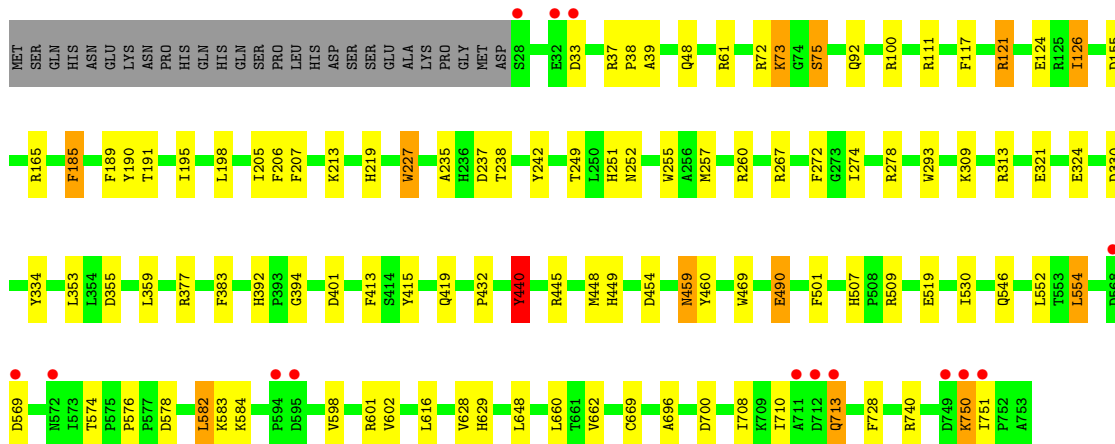 MET SER GLN HIS ASN GLU LYS ASN PRO HIS GLN HIS GLN SER PRO LEU HIS ASP SER SER GLU ALA LYS PRO GLY MET ASP S28 E32 D33 R37 P38 A39 Q48 R61 R72 K73 G74 S75 Q92 R100 R111 F117 R121 E124 R125 I126 D155
R165 F185 F189 Y190 T191 I195 L198 I205 F206 F207 K213 H219 W227 A235 H236 D237 T238 Y242 T249 L250 H251 N252 W255 A256 M257 R260 R267 F272 G273 I274 R278 W293 K309 R313 E321 E324 D330
Y334 L353 L354 D355 L359 R377 F383 H392 P393 G394 D401 F413 S414 Y415 Q419 P432 Y440 R445 M448 H449 D454 N459 Y460 W469 E490 F501 H507 P508 R509 E519 I530 Q546 L552 T553 L554 D568
D569 N572 I573 T574 P575 P576 P577 D578 L582 K583 K584 P594 D595 V598 R601 V602 L616 V628 H629 L648 L660 T661 V662 C669 A696 D700 I708 K709 I710 A711 D712 Q713 F728 R740 D749 K750 I751 P752 A753